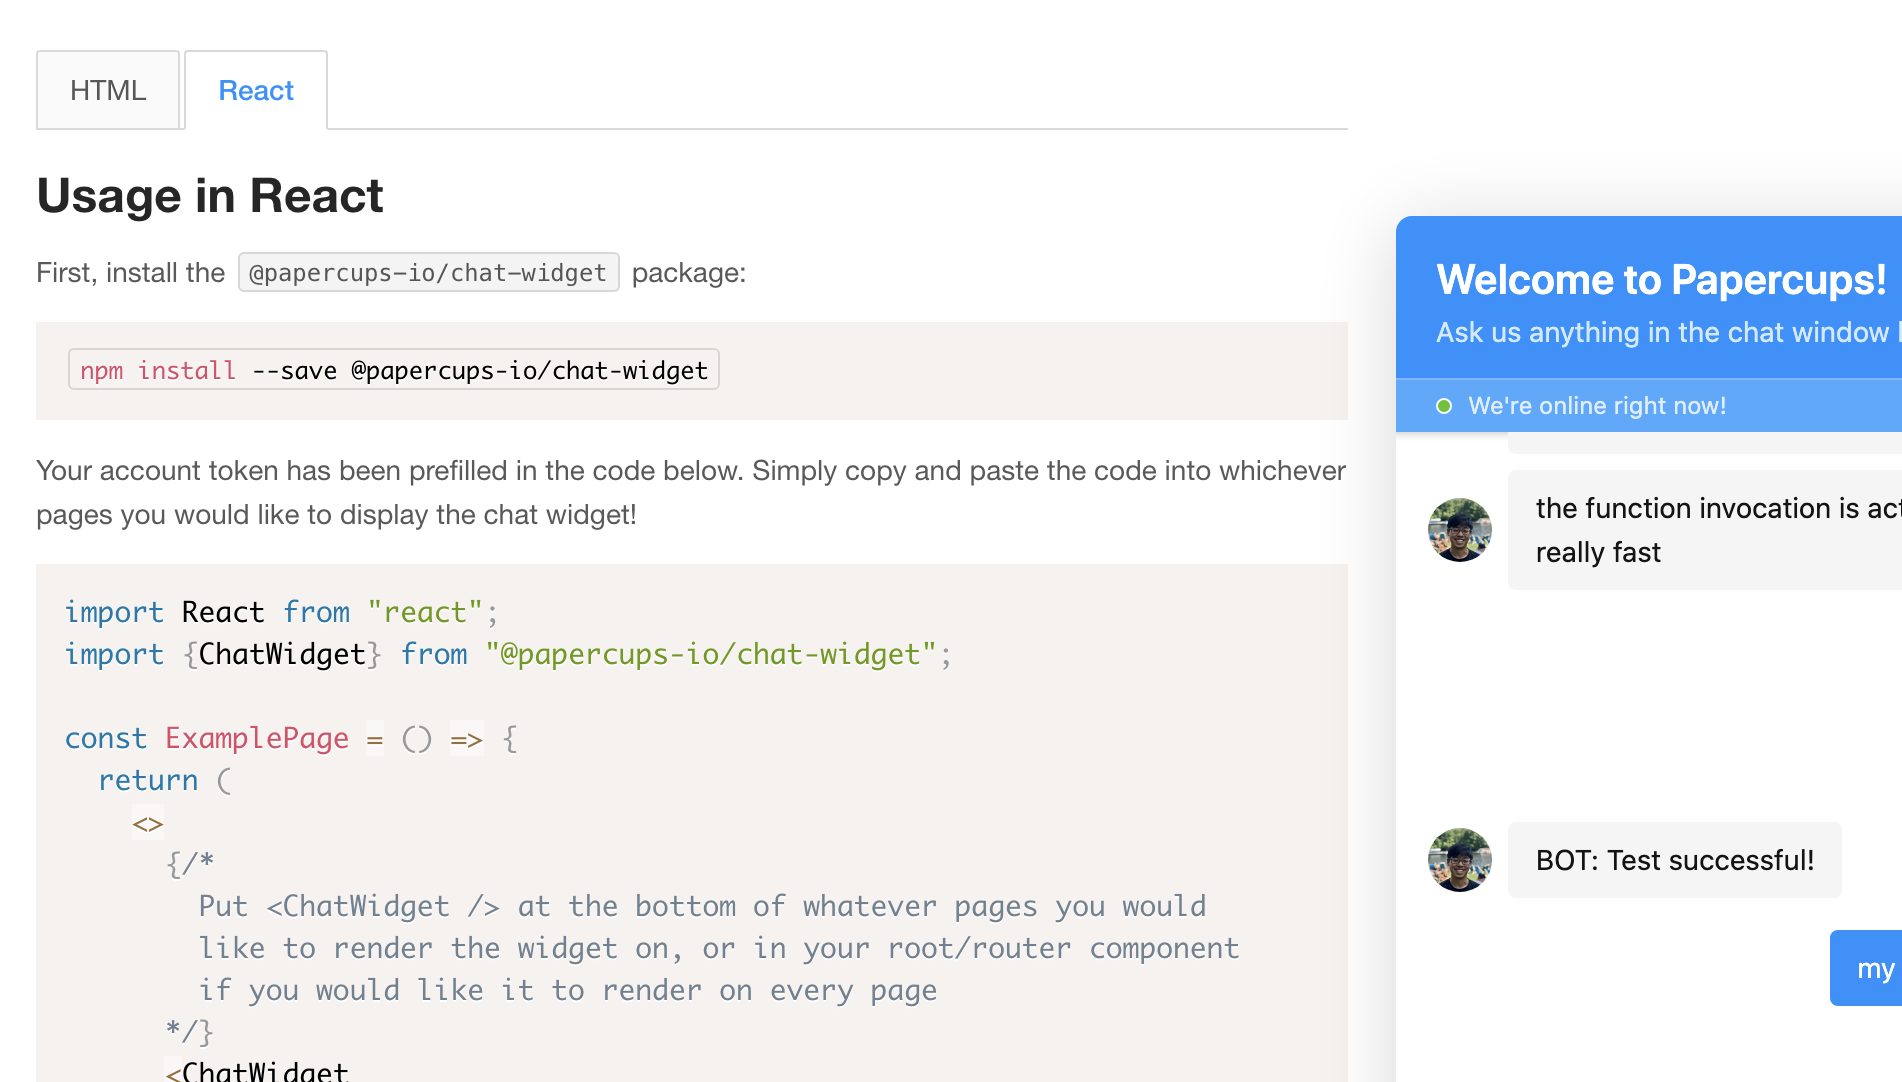 HTML
React
Usage in React
First, install the @papercups-io/chat-widget package:
npm install --save @papercups-io/chat-widget
Your account token has been prefilled in the code below. Simply copy and paste the code into whichever
pages you would like to display the chat widget!
import React from "react";
import {ChatWidget} from "@papercups-io/chat-widget";
const ExamplePage = () => {
return (
<>
{/*
Put <ChatWidget /> at the bottom of whatever pages you would
like to render the widget on, or in your root/router component
if you would like it to render on every page
*/}
<ChatWidget
Welcome to Papercups!
Ask us anything in the chat window
We're online right now!
the function invocation is
really fast
BOT: Test successful!
my